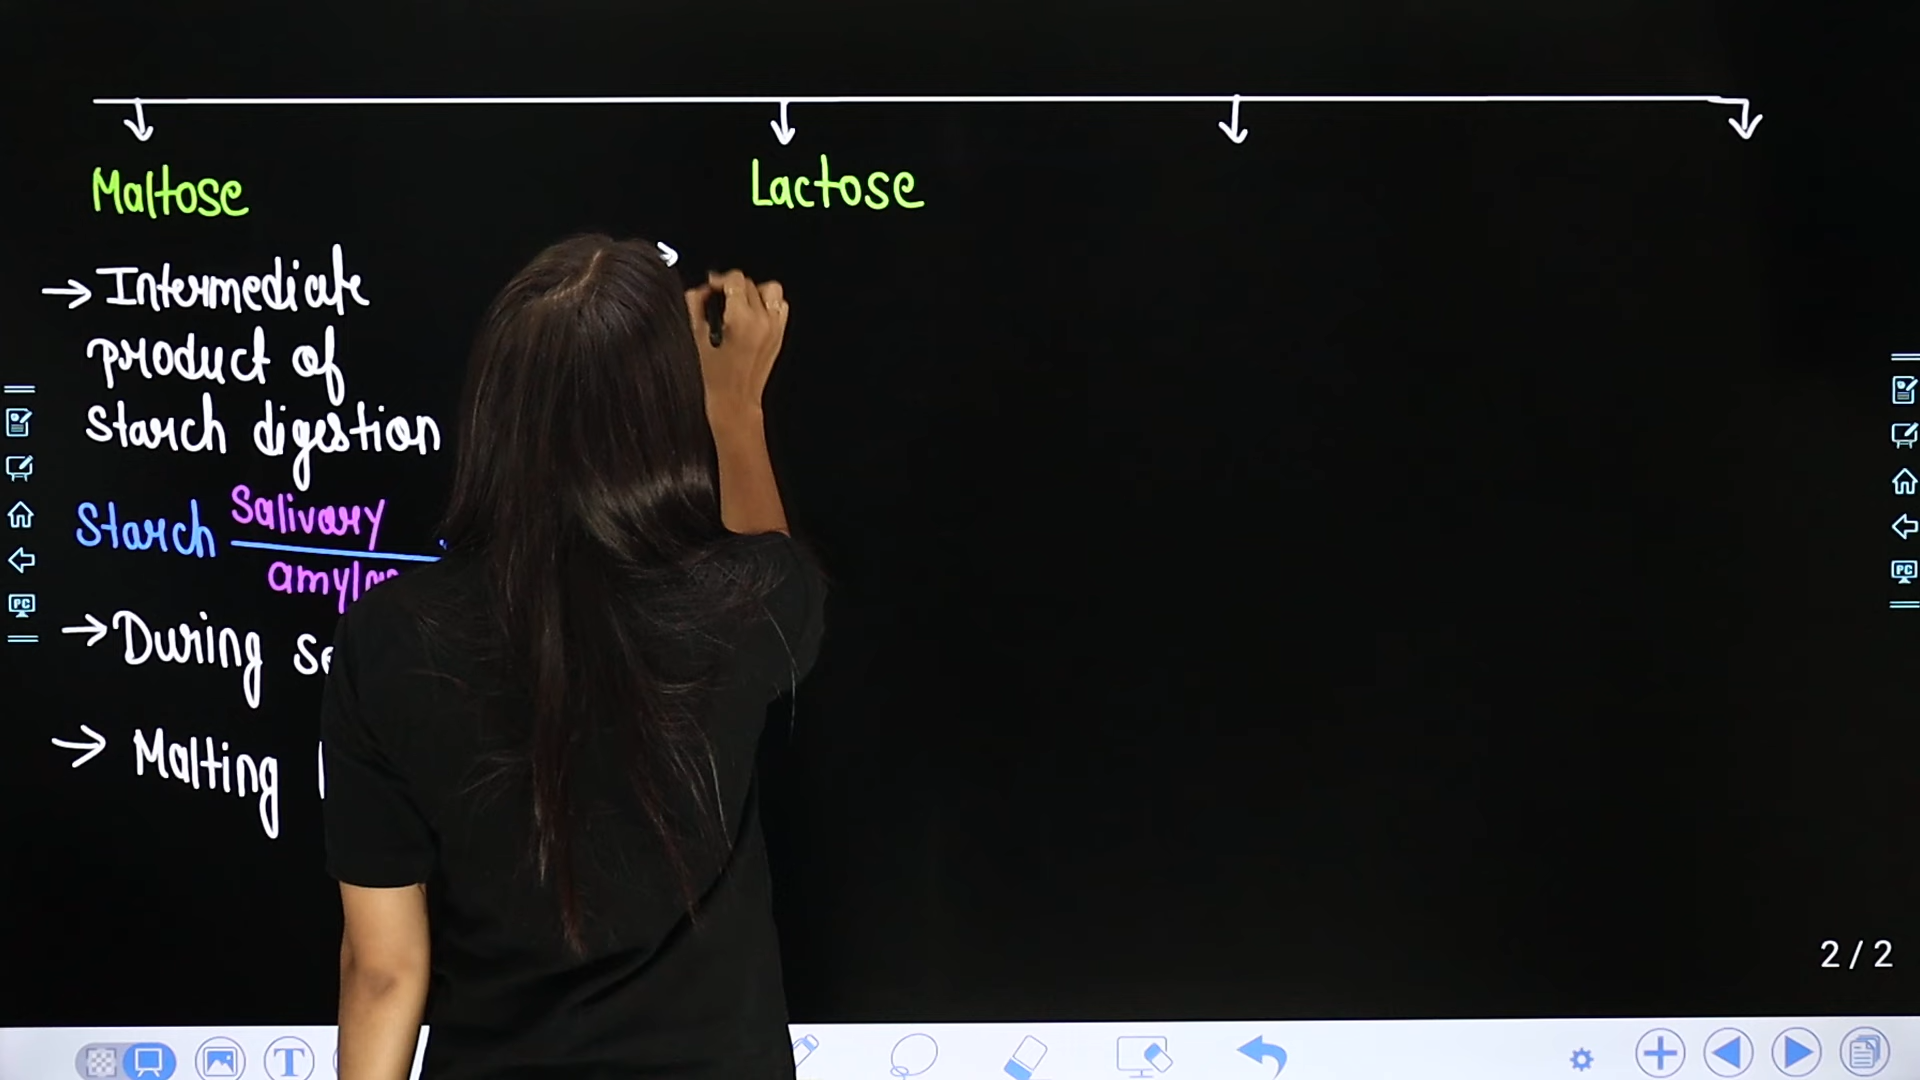 Maltose
Lactose
→ Intermediate
product of
starch digestion
Starch Salivary
→ During
→ Malting
2/2